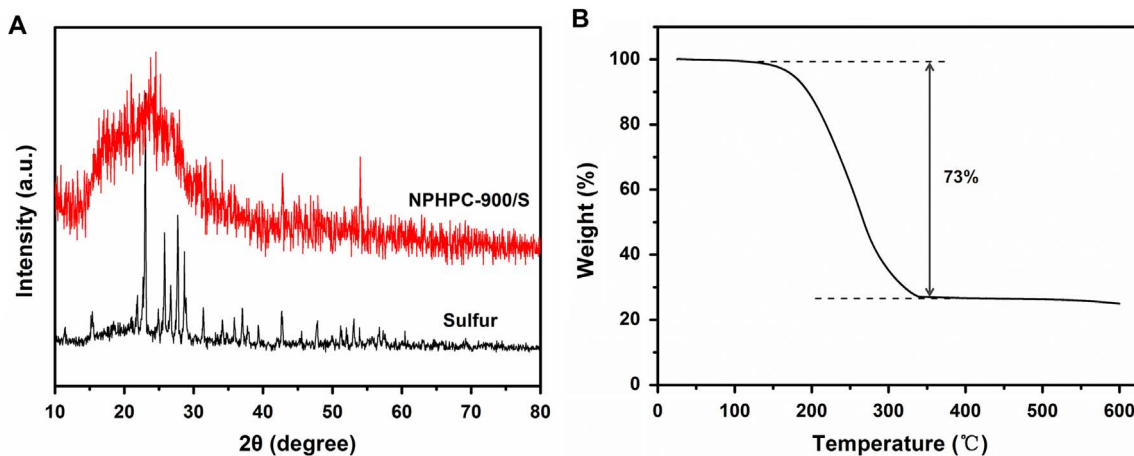 A
Intensity (a.u.)
NPHPC-900/S
Sulfur
10 20 30 40 50 60 70 80
2θ (degree)
B
Weight (%)
100
80
60
40
20
0
73%
0 100 200 300 400 500 600
Temperature (℃)